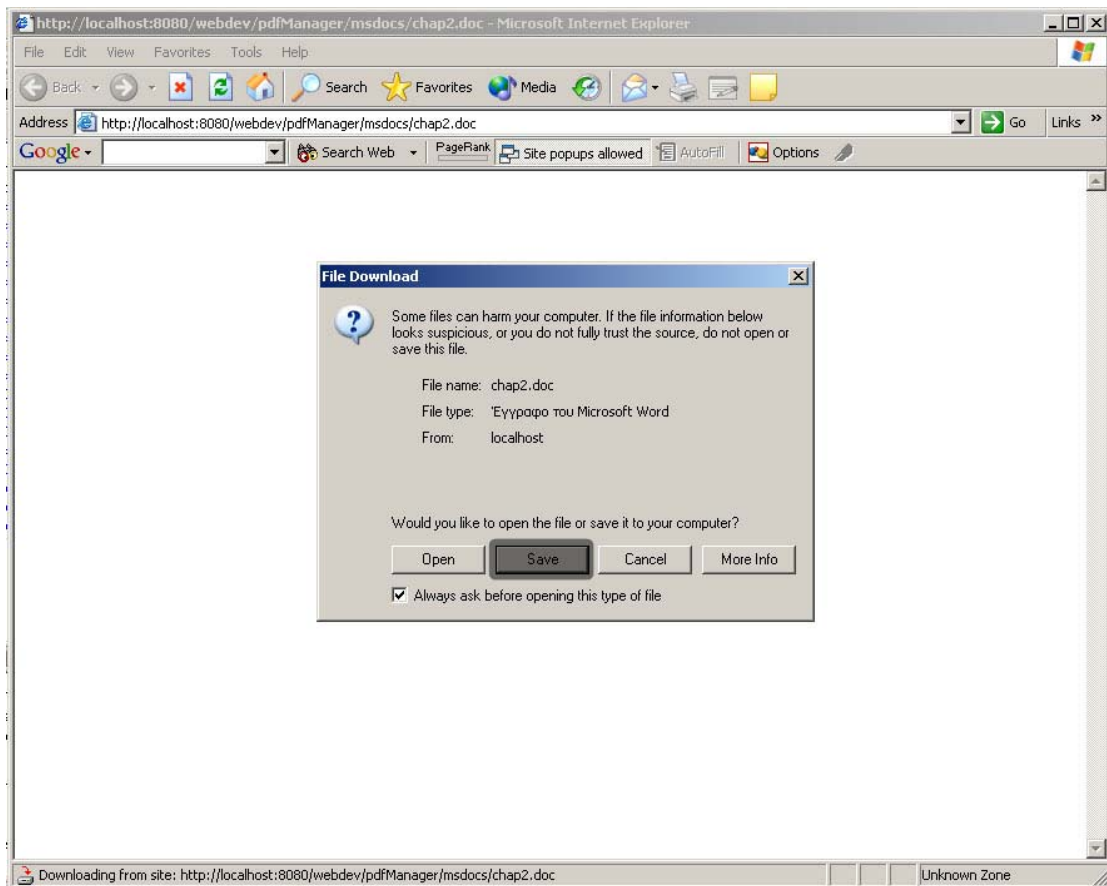 http://localhost:8080/webdev/pdfManager/msdocs/chap2.doc - Microsoft Internet Explorer
File Edit View Favorites Tools Help
Back Search Favorites Media
Address http://localhost:8080/webdev/pdfManager/msdocs/chap2.doc Go Links »
Google Search Web PageRank Site popups allowed AutoFill Options
File Download
Some files can harm your computer. If the file information below
looks suspicious, or you do not fully trust the source, do not open or
save this file.
File name: chap2.doc
File type: Έγγραφο του Microsoft Word
From: localhost
Would you like to open the file or save it to your computer?
Open Save Cancel More Info
Always ask before opening this type of file
Downloading from site: http://localhost:8080/webdev/pdfManager/msdocs/chap2.doc Unknown Zone